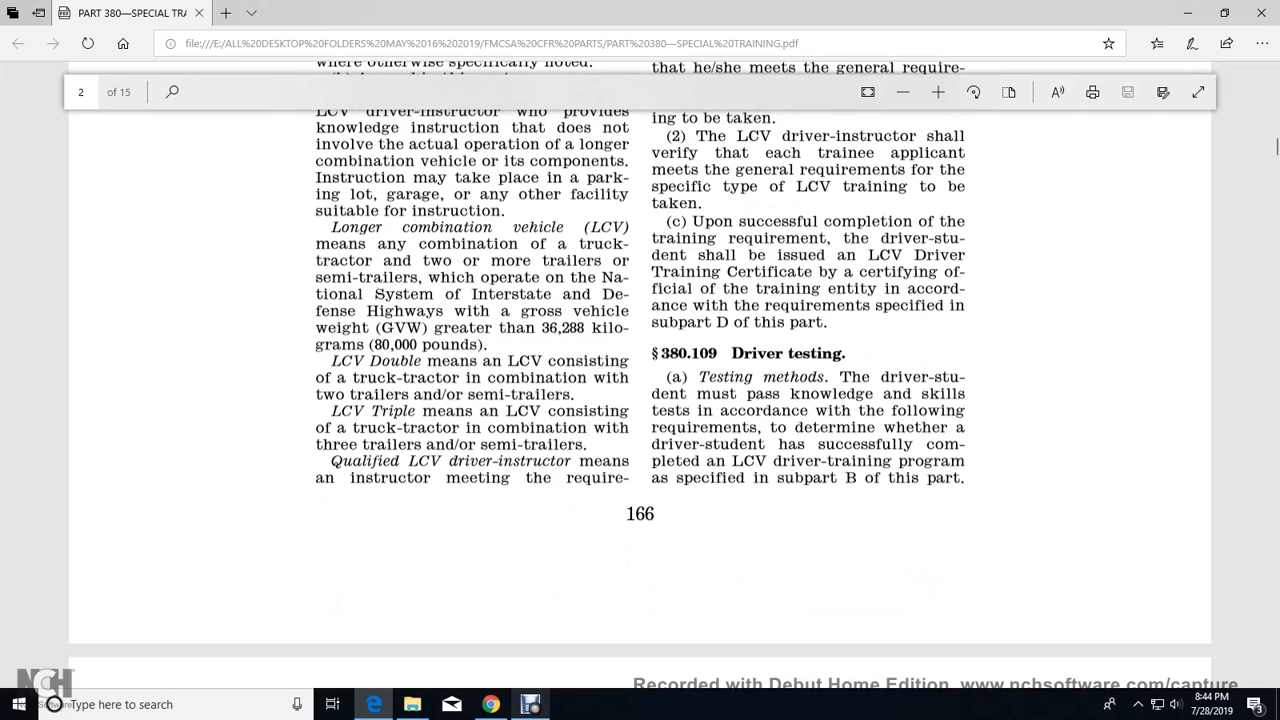 PART 380—SPECIAL TRA
file:///E:/ALL%20DESKTOP%20FOLDERS%20MAY%2016%202019/FMCSA%20CFR%20PARTS/PART%20380—SPECIAL%20TRAINING.pdf
2 of 15
where otherwise specifically noted.
LCV driver-instructor who provides
knowledge instruction that does not
involve the actual operation of a longer
combination vehicle or its components.
Instruction may take place in a park-
ing lot, garage, or any other facility
suitable for instruction.
Longer combination vehicle (LCV)
means any combination of a truck-
tractor and two or more trailers or
semi-trailers, which operate on the Na-
tional System of Interstate and De-
fense Highways with a gross vehicle
weight (GVW) greater than 36,288 kilo-
grams (80,000 pounds).
LCV Double means an LCV consisting
of a truck-tractor in combination with
two trailers and/or semi-trailers.
LCV Triple means an LCV consisting
of a truck-tractor in combination with
three trailers and/or semi-trailers.
Qualified LCV driver-instructor means
an instructor meeting the require-
that he/she meets the general require-
ing to be taken.
(2) The LCV driver-instructor shall
verify that each trainee applicant
meets the general requirements for the
specific type of LCV training to be
taken.
(c) Upon successful completion of the
training requirement, the driver-stu-
dent shall be issued an LCV Driver
Training Certificate by a certifying of-
ficial of the training entity in accord-
ance with the requirements specified in
subpart D of this part.
§ 380.109 Driver testing.
(a) Testing methods. The driver-stu-
dent must pass knowledge and skills
tests in accordance with the following
requirements, to determine whether a
driver-student has successfully com-
pleted an LCV driver-training program
as specified in subpart B of this part.
166
NCH
Recorded with Debut Home Edition. www.nchsoftware.com/capture
Type here to search
8:44 PM
7/28/2019
3